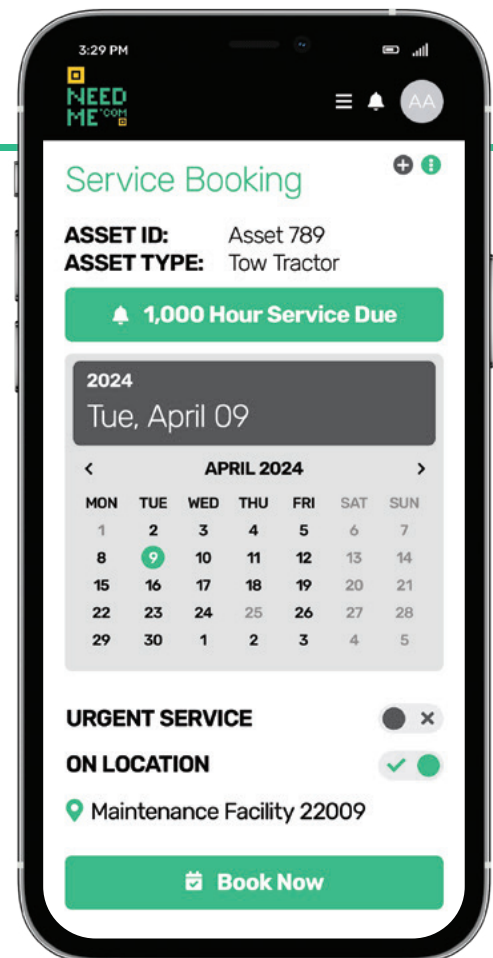 3:29 PM
NEED
ME.COM
AA
Service Booking
ASSET ID: Asset 789
ASSET TYPE: Tow Tractor
1,000 Hour Service Due
2024
Tue, April 09
< APRIL 2024 >
MON TUE WED THU FRI SAT SUN
1 2 3 4 5 6 7
8 9 10 11 12 13 14
15 16 17 18 19 20 21
22 23 24 25 26 27 28
29 30 1 2 3 4 5
URGENT SERVICE
ON LOCATION
Maintenance Facility 22009
Book Now